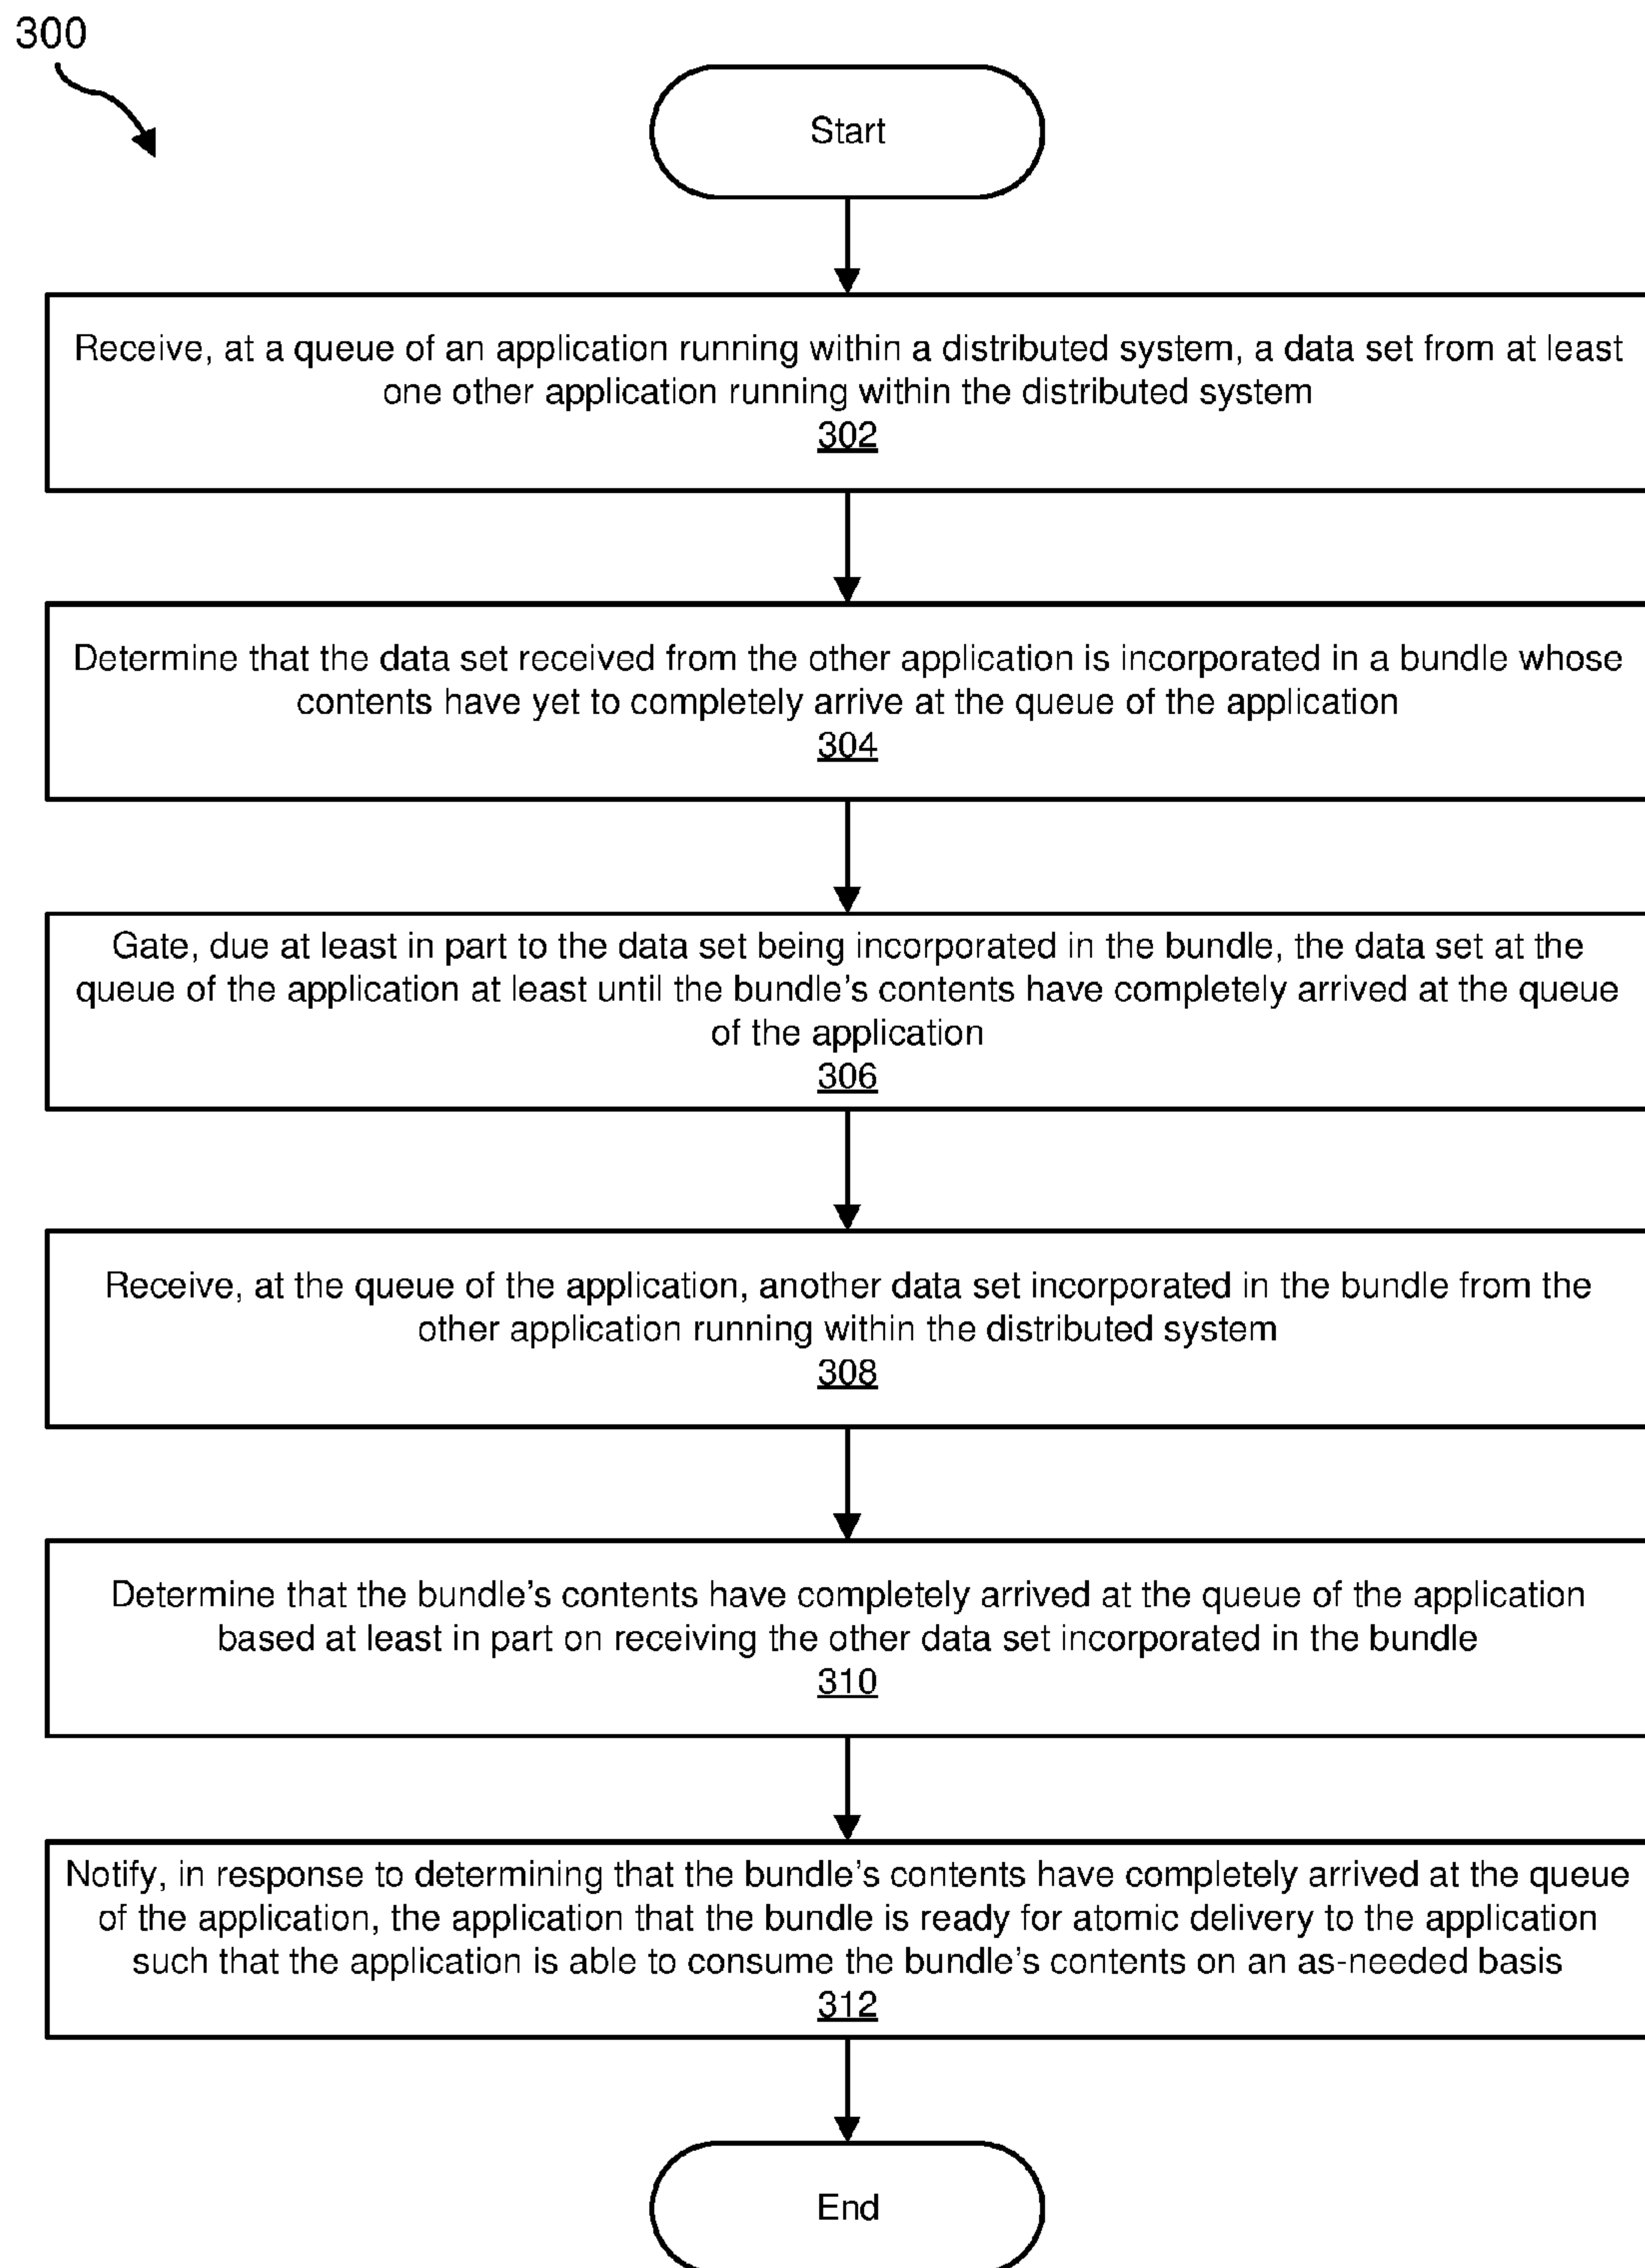 300
Start
Receive, at a queue of an application running within a distributed system, a data set from at least
one other application running within the distributed system
302
Determine that the data set received from the other application is incorporated in a bundle whose
contents have yet to completely arrive at the queue of the application
304
Gate, due at least in part to the data set being incorporated in the bundle, the data set at the
queue of the application at least until the bundle's contents have completely arrived at the queue
of the application
306
Receive, at the queue of the application, another data set incorporated in the bundle from the
other application running within the distributed system
308
Determine that the bundle's contents have completely arrived at the queue of the application
based at least in part on receiving the other data set incorporated in the bundle
310
Notify, in response to determining that the bundle's contents have completely arrived at the queue
of the application, the application that the bundle is ready for atomic delivery to the application
such that the application is able to consume the bundle's contents on an as-needed basis
312
End